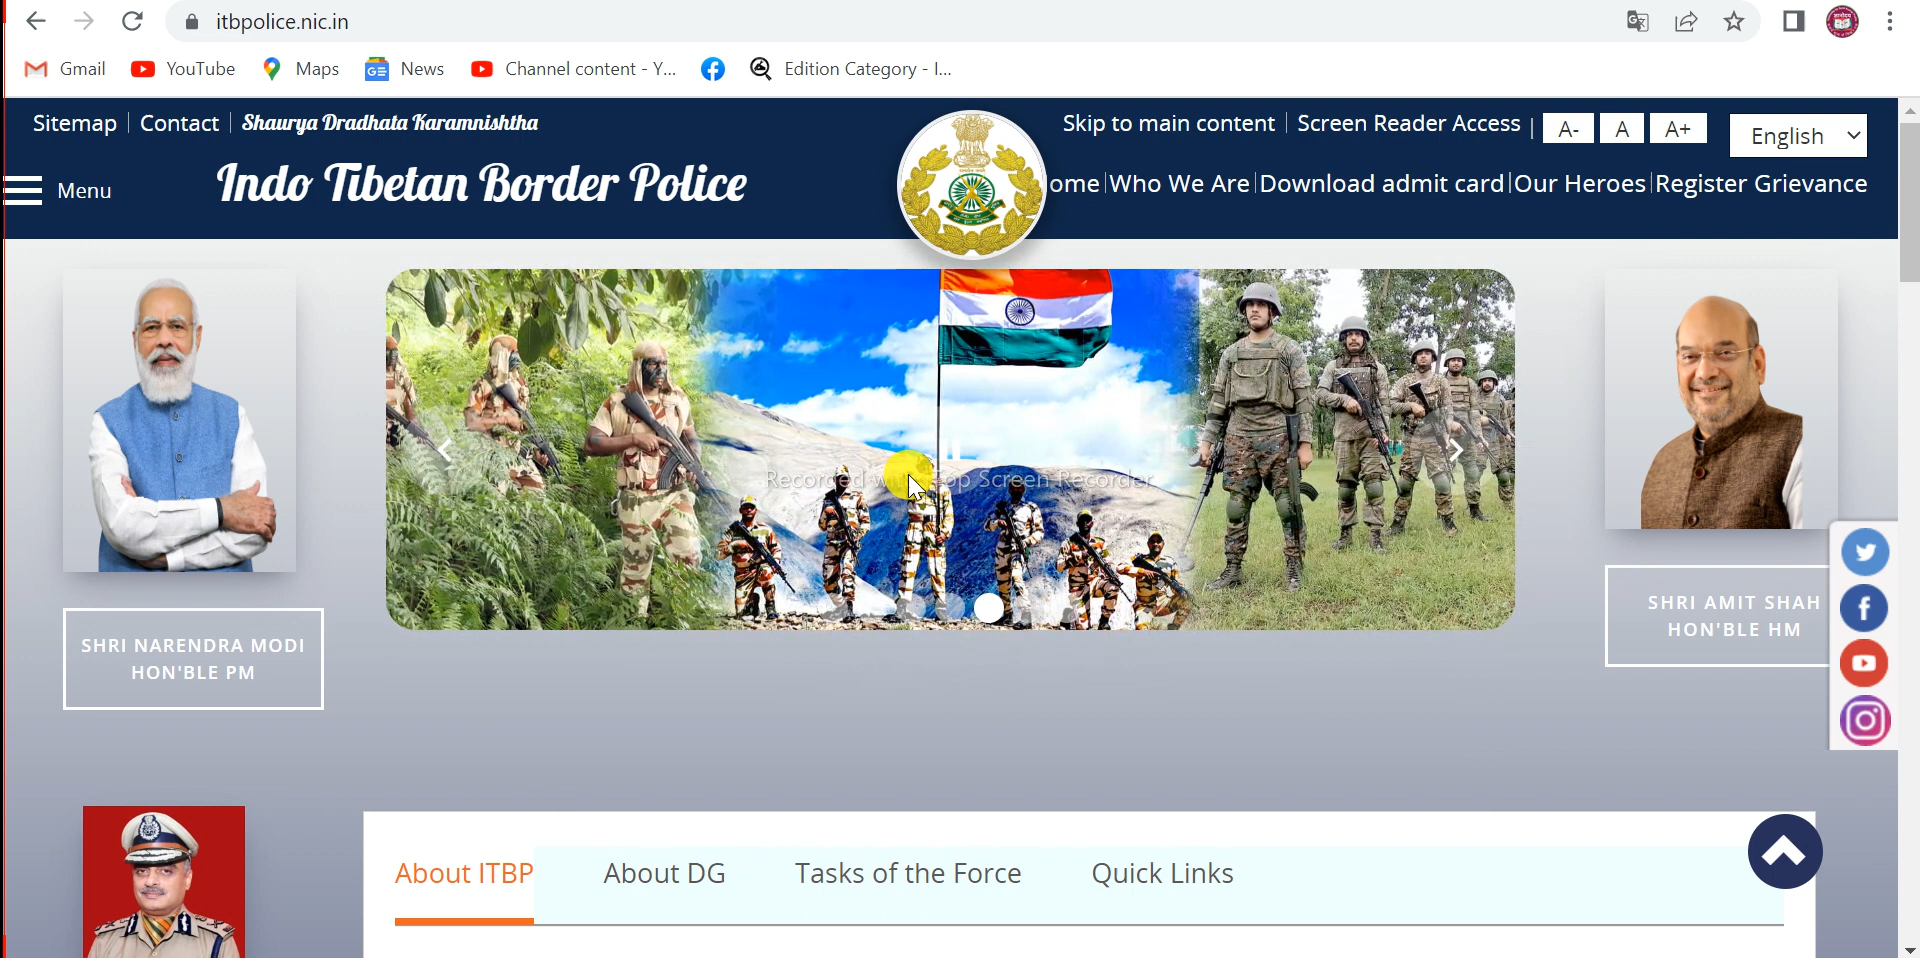 itbpolice.nic.in
Gmail YouTube Maps News Channel content - Y... Edition Category - I...
Sitemap Contact Shaurya Dradhata Karamnishtha
Skip to main content Screen Reader Access A- A A+ English
Menu Indo Tibetan Border Police
ome Who We Are Download admit card Our Heroes Register Grievance
Recorded Screen Recorder
SHRI NARENDRA MODI
HON'BLE PM
SHRI AMIT SHAH
HON'BLE HM
About ITBP About DG Tasks of the Force Quick Links